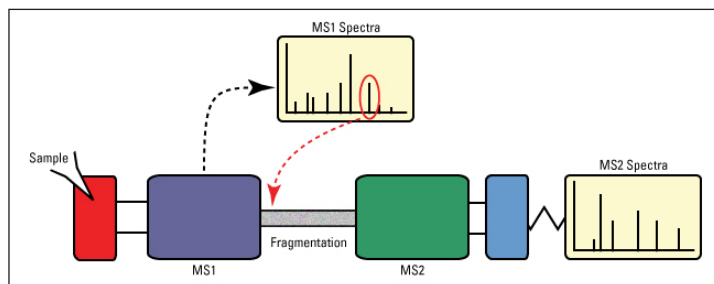 MS1 Spectra
Sample
MS2 Spectra
Fragmentation
MS1
MS2